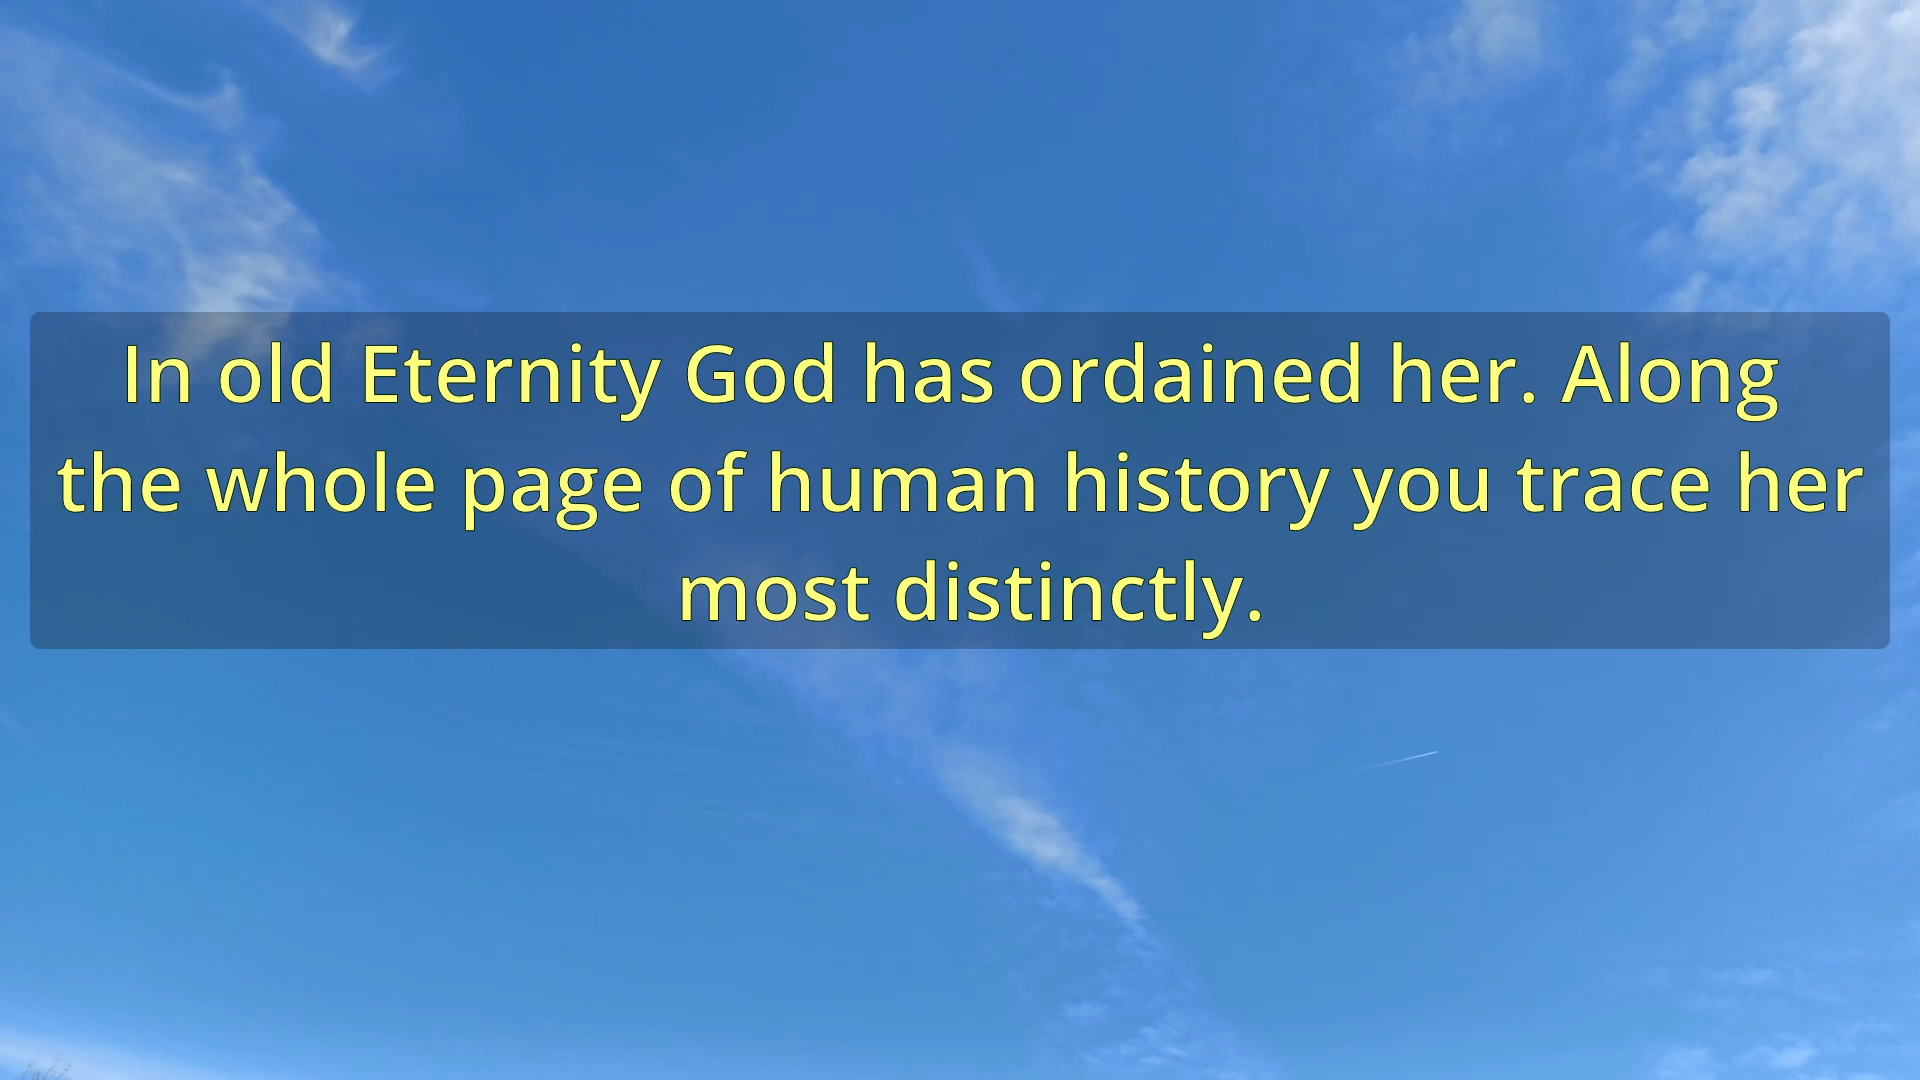 In old Eternity God has ordained her. Along
the whole page of human history you trace her
most distinctly.